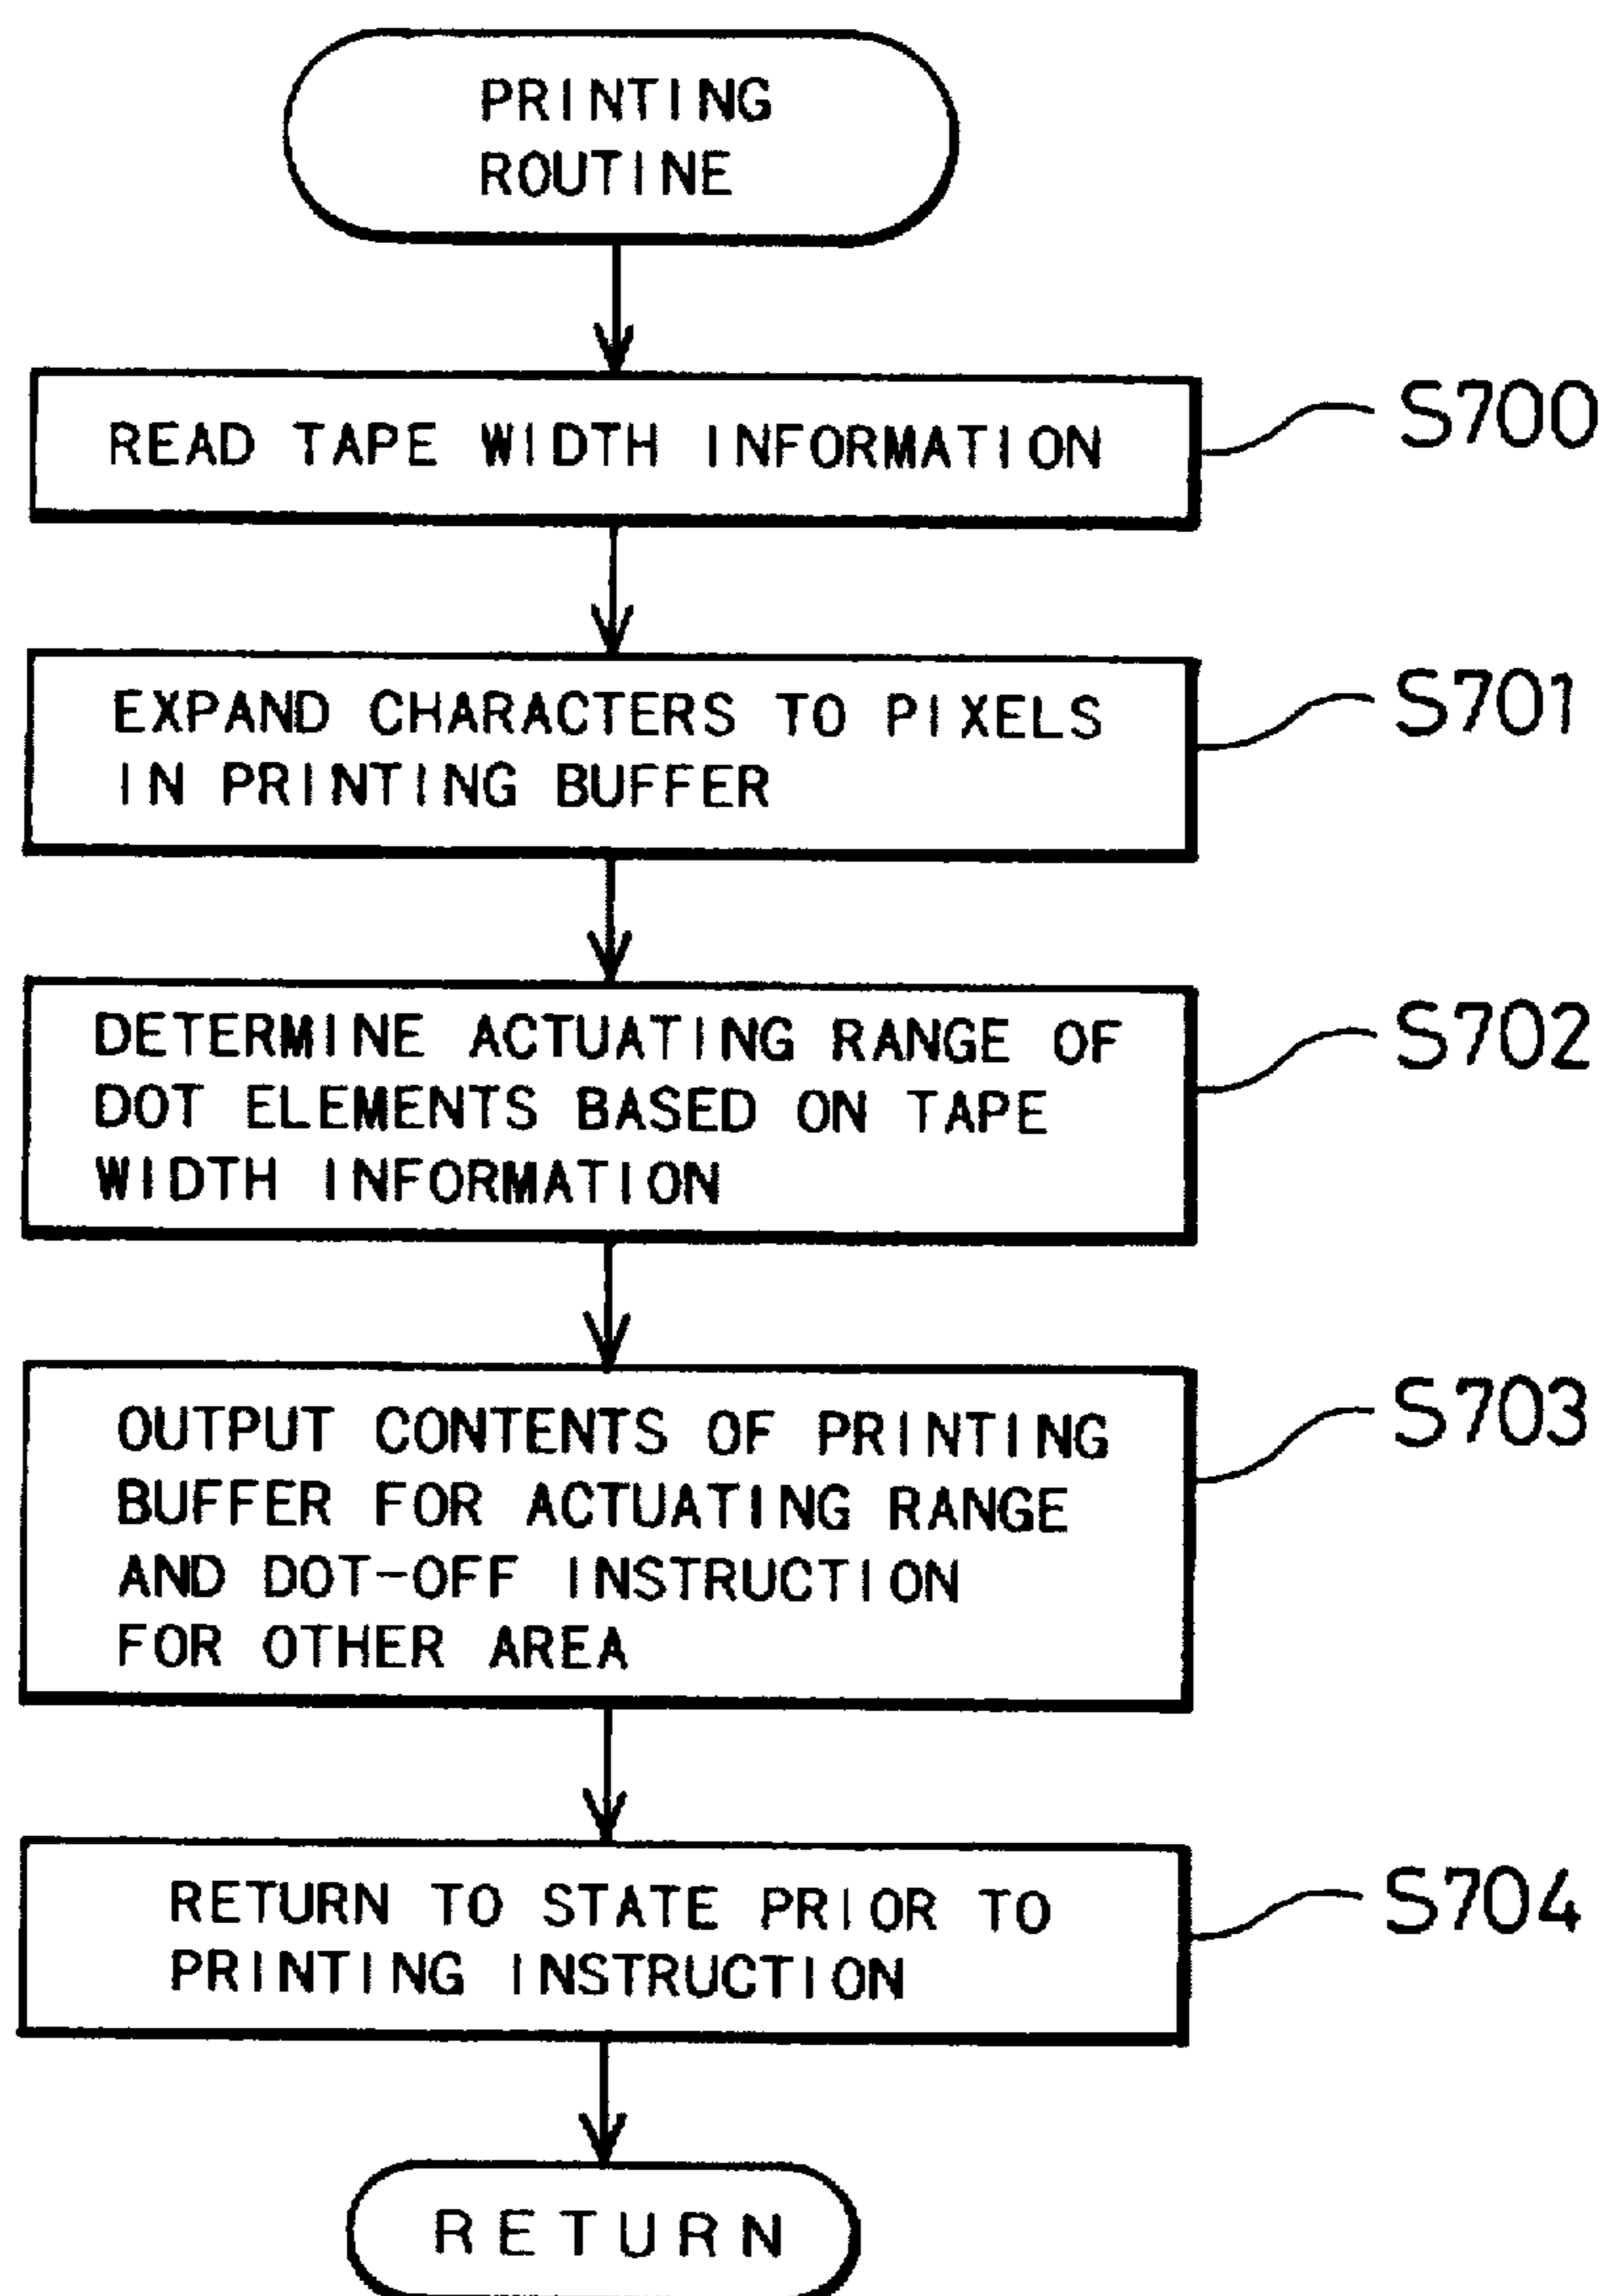 PRINTING
ROUTINE
READ TAPE WIDTH INFORMATION
S700
EXPAND CHARACTERS TO PIXELS
IN PRINTING BUFFER
S701
DETERMINE ACTUATING RANGE OF
DOT ELEMENTS BASED ON TAPE
WIDTH INFORMATION
S702
OUTPUT CONTENTS OF PRINTING
BUFFER FOR ACTUATING RANGE
AND DOT-OFF INSTRUCTION
FOR OTHER AREA
S703
RETURN TO STATE PRIOR TO
PRINTING INSTRUCTION
S704
RETURN